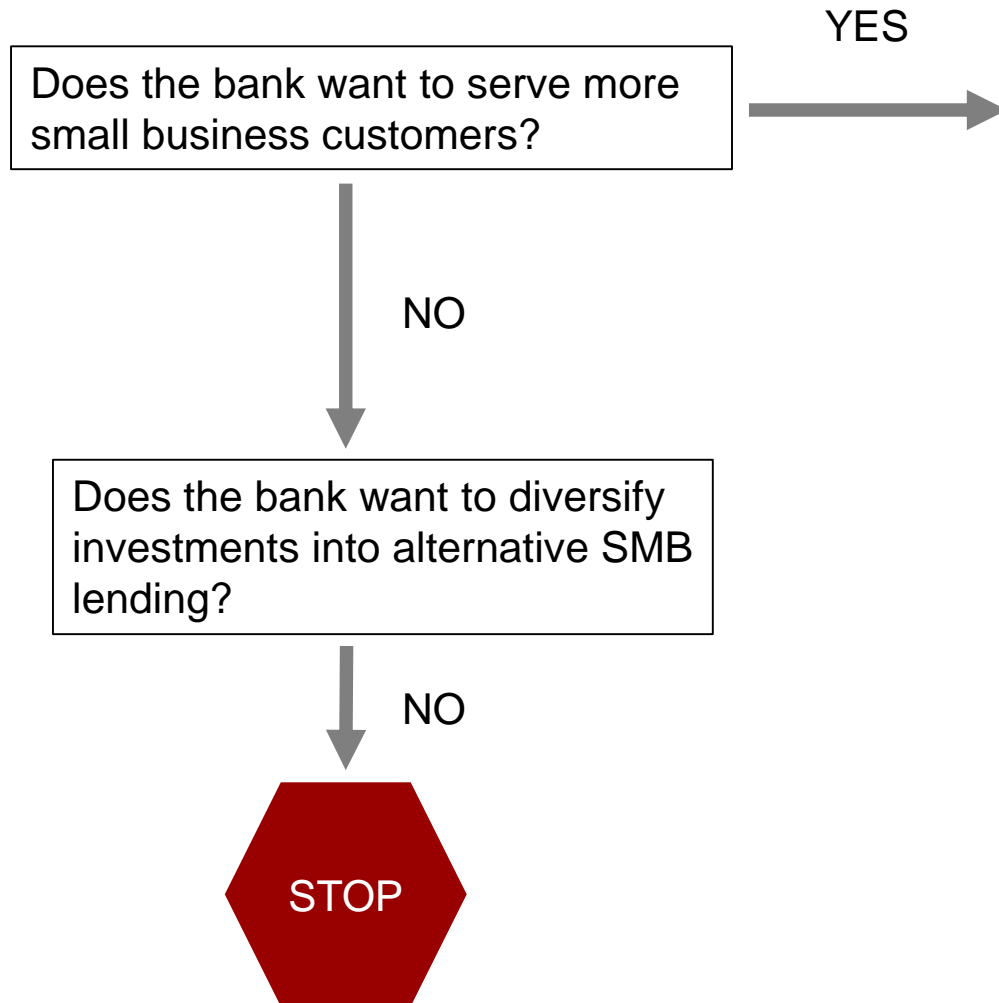 YES
Does the bank want to serve more
small business customers?
NO
Does the bank want to diversify
investments into alternative SMB
lending?
NO
STOP